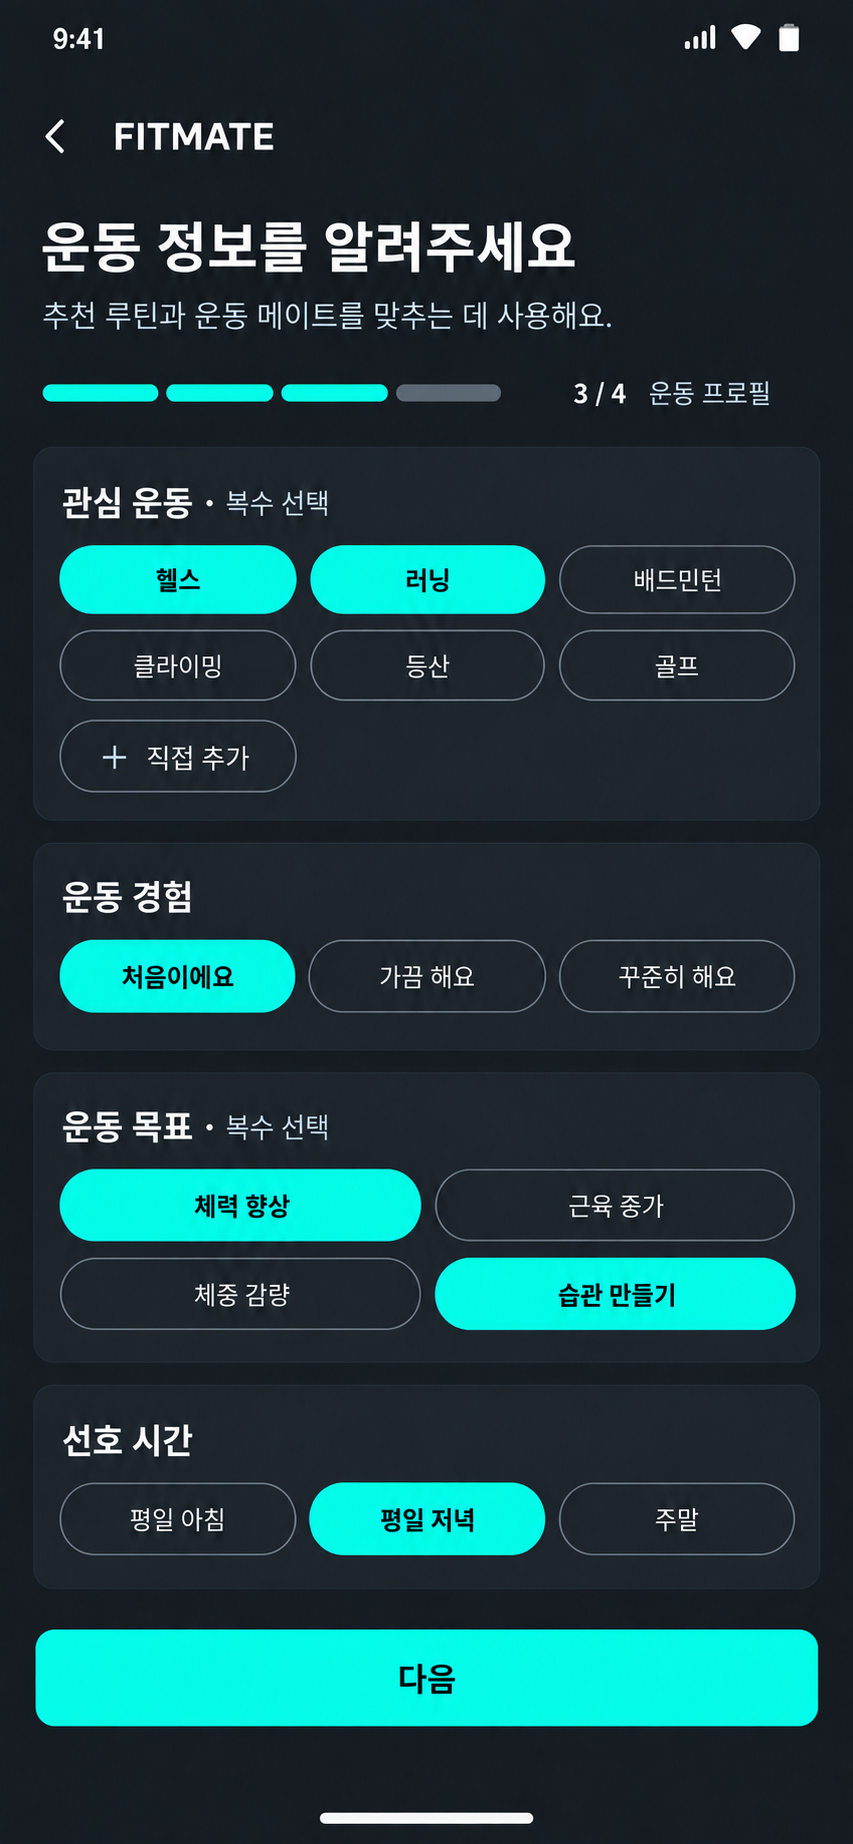 9:41
FITMATE
운동 정보를 알려주세요
추천 루틴과 운동 메이트를 맞추는 데 사용해요.
3 / 4 운동 프로필
관심 운동 • 복수 선택
헬스 러닝 배드민턴
클라이밍 등산 골프
+ 직접 추가
운동 경험
처음이에요 가끔 해요 꾸준히 해요
운동 목표 • 복수 선택
체력 향상 근육 증가
체중 감량 습관 만들기
선호 시간
평일 아침 평일 저녁 주말
다음